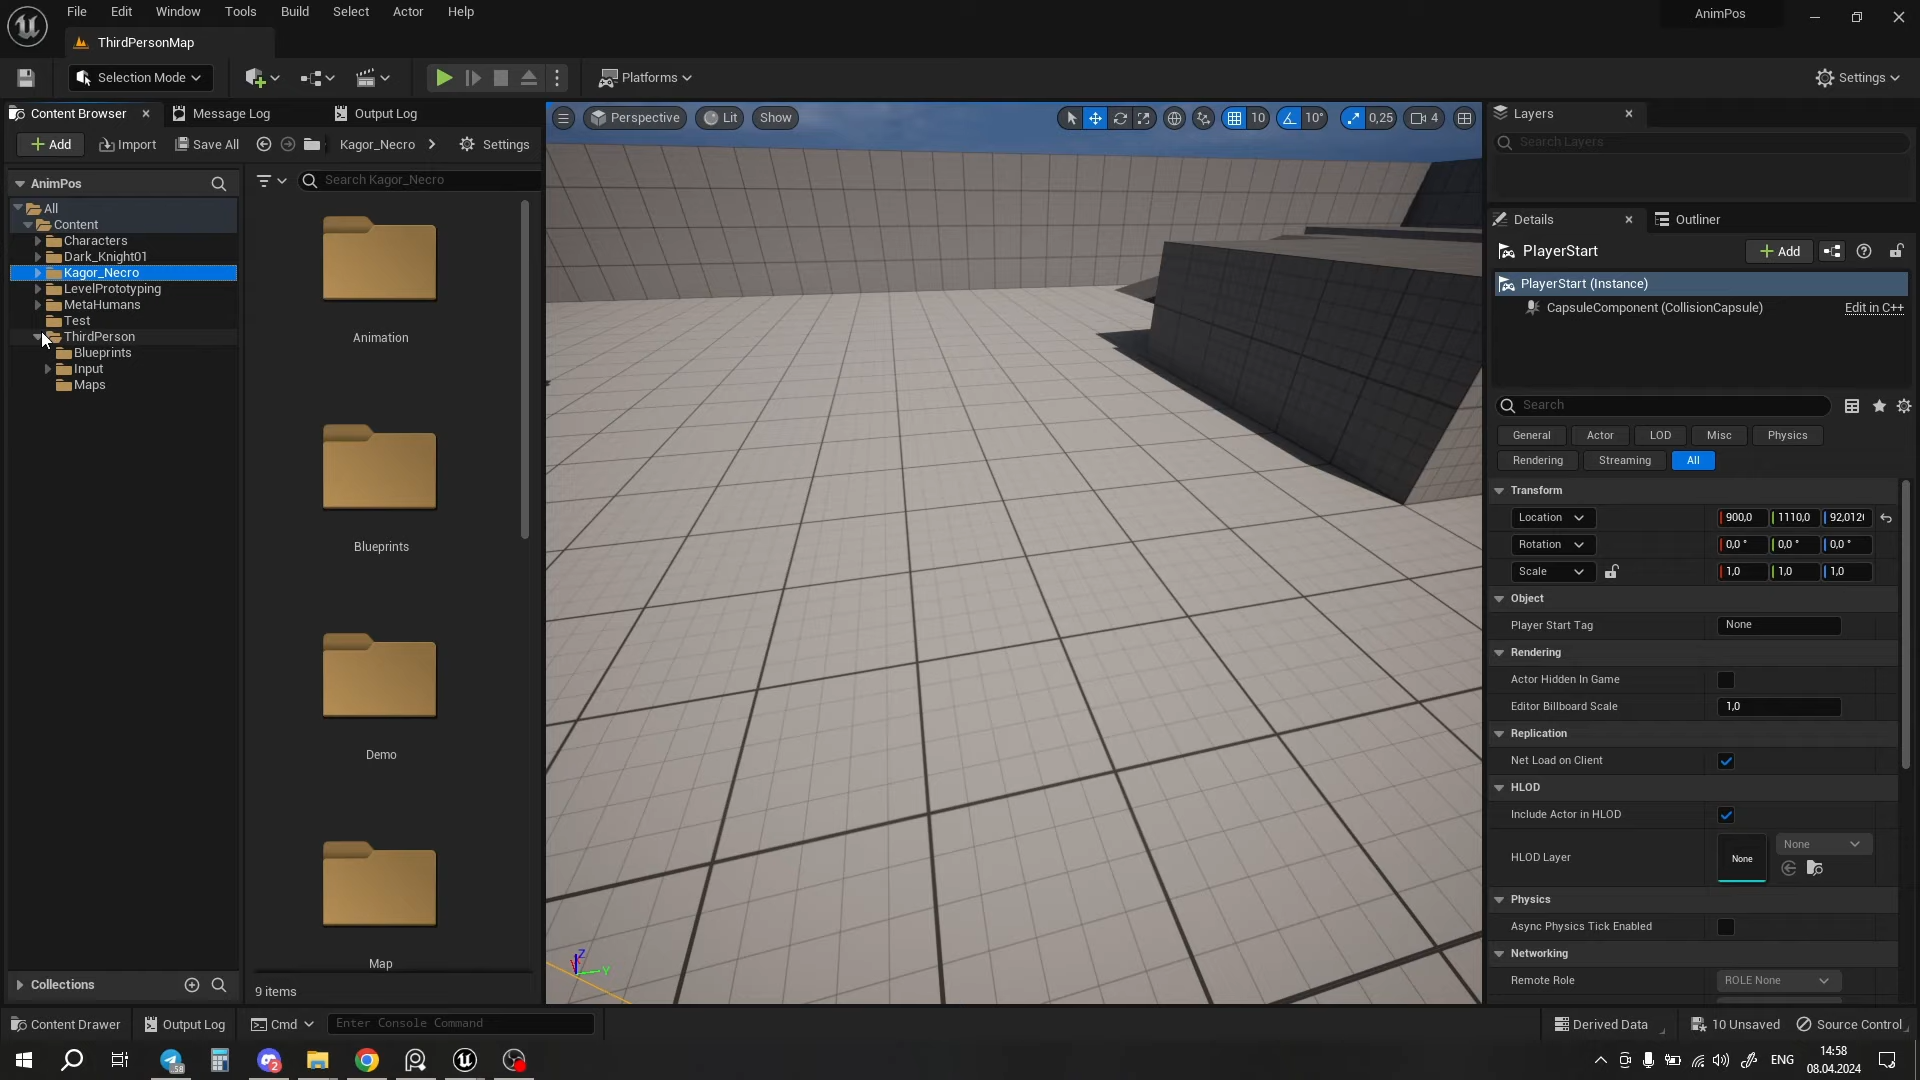 File Edit Window Tools Build Select Actor Help
AnimPos
ThirdPersonMap
Selection Mode
Platforms
Settings
Content Browser
Message Log
Output Log
Add
Import
Save All
Kagor_Necro
Settings
AnimPos
All
Content
Characters
Dark_Knight01
Kagor_Necro
LevelPrototyping
MetaHumans
Test
ThirdPerson
Blueprints
Input
Maps
Collections
Search Kagor_Necro
Animation
Blueprints
Demo
Map
9 items
Perspective
Lit
Show
10
10°
0,25
4
Z
Y
Layers
Search Layers
Details
Outliner
PlayerStart
Add
PlayerStart (Instance)
CapsuleComponent (CollisionCapsule)
Edit in C++
Search
General
Actor
LOD
Misc
Physics
Rendering
Streaming
All
Transform
Location 900,0 1110,0
Rotation 0,0 ° 0,0 ° 0,0 °
Scale 1,0 1,0 1,0
Object
Player Start Tag None
Rendering
Actor Hidden In Game
Editor Billboard Scale 1,0
Replication
Net Load on Client
HLOD
Include Actor in HLOD
HLOD Layer None None
Physics
Async Physics Tick Enabled
Networking
Remote Role ROLE None
Content Drawer
Output Log
Cmd
Enter Console Command
Derived Data
10 Unsaved
Source Control
58
2
ENG
14:58
08.04.2024